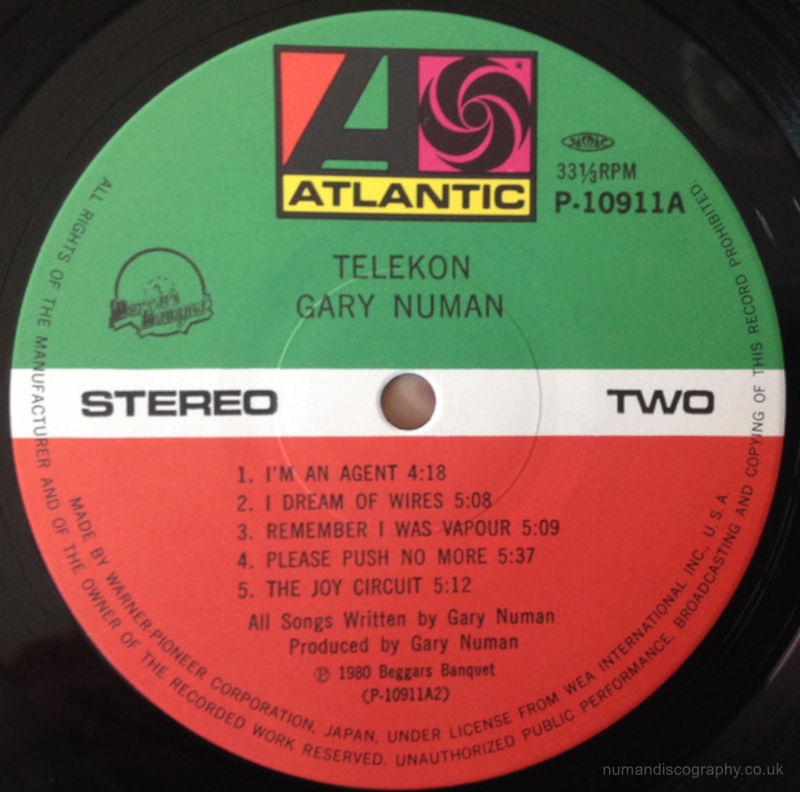 ATLANTIC
JASRAC
33⅓RPM
P-10911A
TELEKON
GARY NUMAN
Beggars
Banquet
STEREO
TWO
1. I'M AN AGENT 4:18
2. I DREAM OF WIRES 5:08
3. REMEMBER I WAS VAPOUR 5:09
4. PLEASE PUSH NO MORE 5:37
5. THE JOY CIRCUIT 5:12
All Songs Written by Gary Numan
Produced by Gary Numan
℗ 1980 Beggars Banquet
(P-10911A2)
MADE BY WARNER-PIONEER CORPORATION, JAPAN, UNDER LICENSE FROM WEA INTERNATIONAL INC., U.S.A.
ALL RIGHTS OF THE MANUFACTURER AND OF THE OWNER OF THE RECORDED WORK RESERVED. UNAUTHORIZED PUBLIC PERFORMANCE, BROADCASTING AND COPYING OF THIS RECORD PROHIBITED.
numandiscography.co.uk